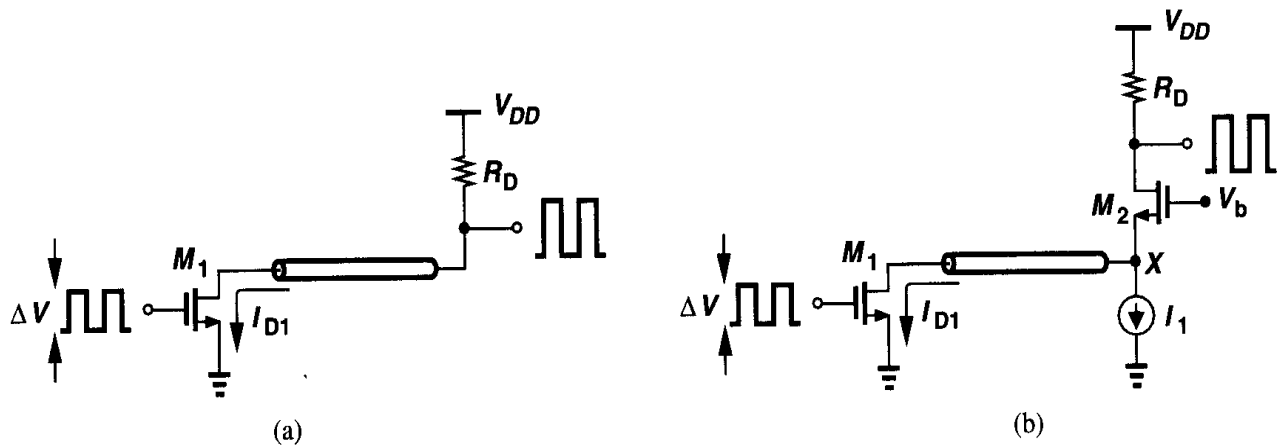 V_DD
R_D
M_1
ΔV
I_D1
(a)
V_DD
R_D
M_2
V_b
M_1
X
ΔV
I_D1
I_1
(b)